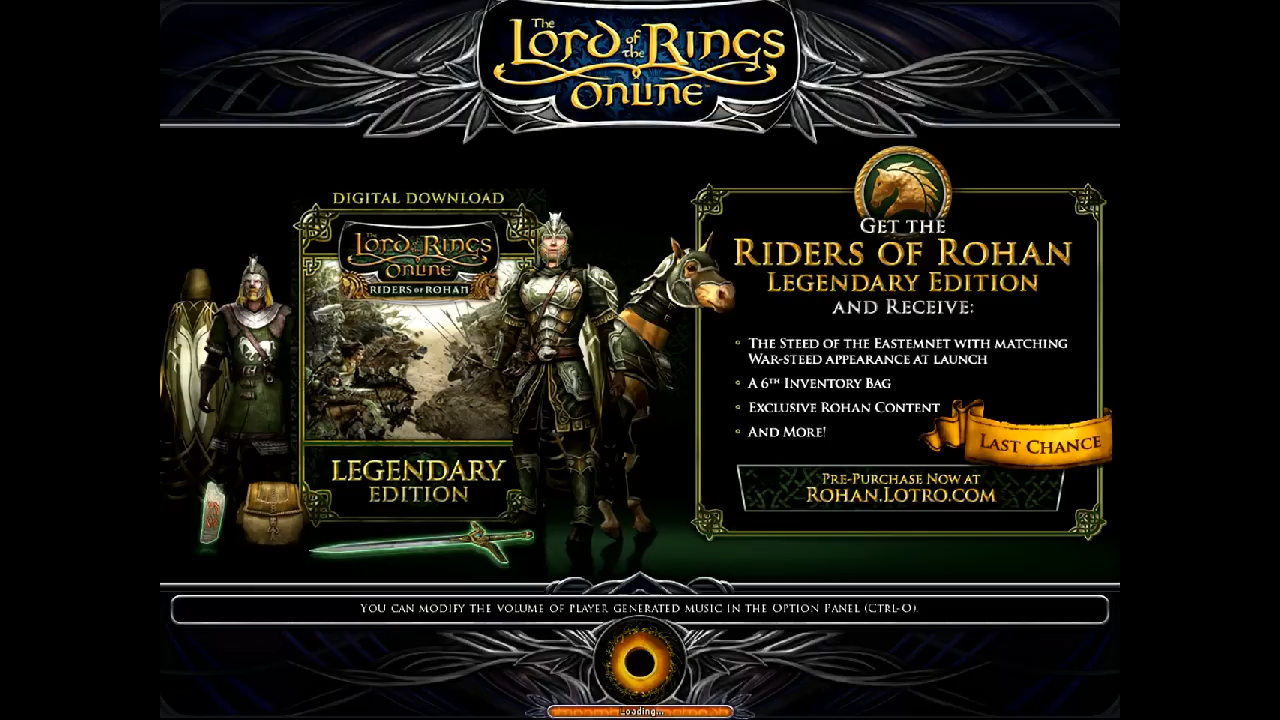 The
Lord of the Rings
Online™
Digital Download
The
Lord of the Rings
Online
Riders of Rohan
Legendary
Edition
Get the
Riders of Rohan
Legendary Edition
and Receive:
The Steed of the Eastemnet with matching
War-steed appearance at launch
A 6th Inventory Bag
Exclusive Rohan Content
And More!
Last Chance
Pre-Purchase Now at
Rohan.Lotro.com
You can modify the volume of player generated music in the Option Panel (Ctrl-O).
Loading...